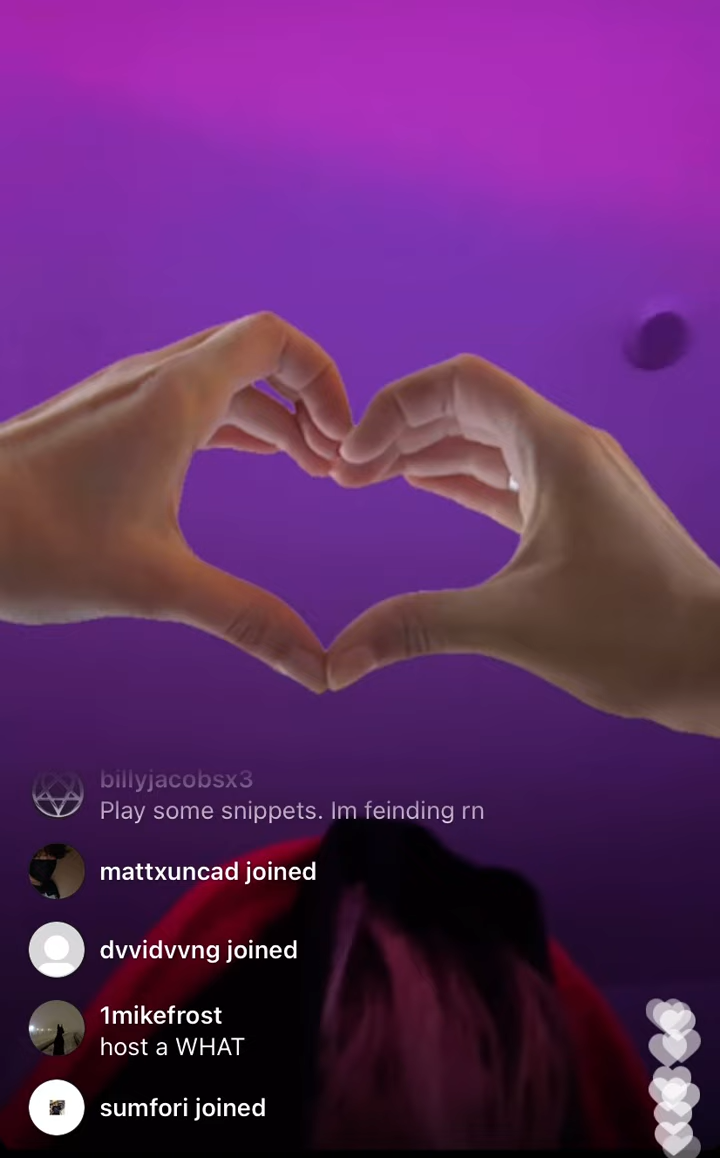 billyjacobsx3
Play some snippets. Im feinding rn
mattxuncad joined
dvvidvvng joined
1mikefrost
host a WHAT
sumfori joined